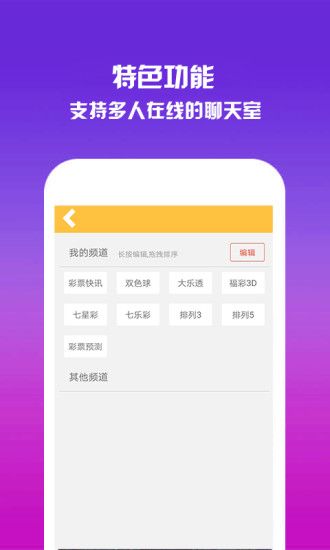 特色功能
支持多人在线的聊天室
我的频道 长按编辑,拖拽排序 编辑
彩票快讯 双色球 大乐透 福彩3D
七星彩 七乐彩 排列3 排列5
彩票预测
其他频道